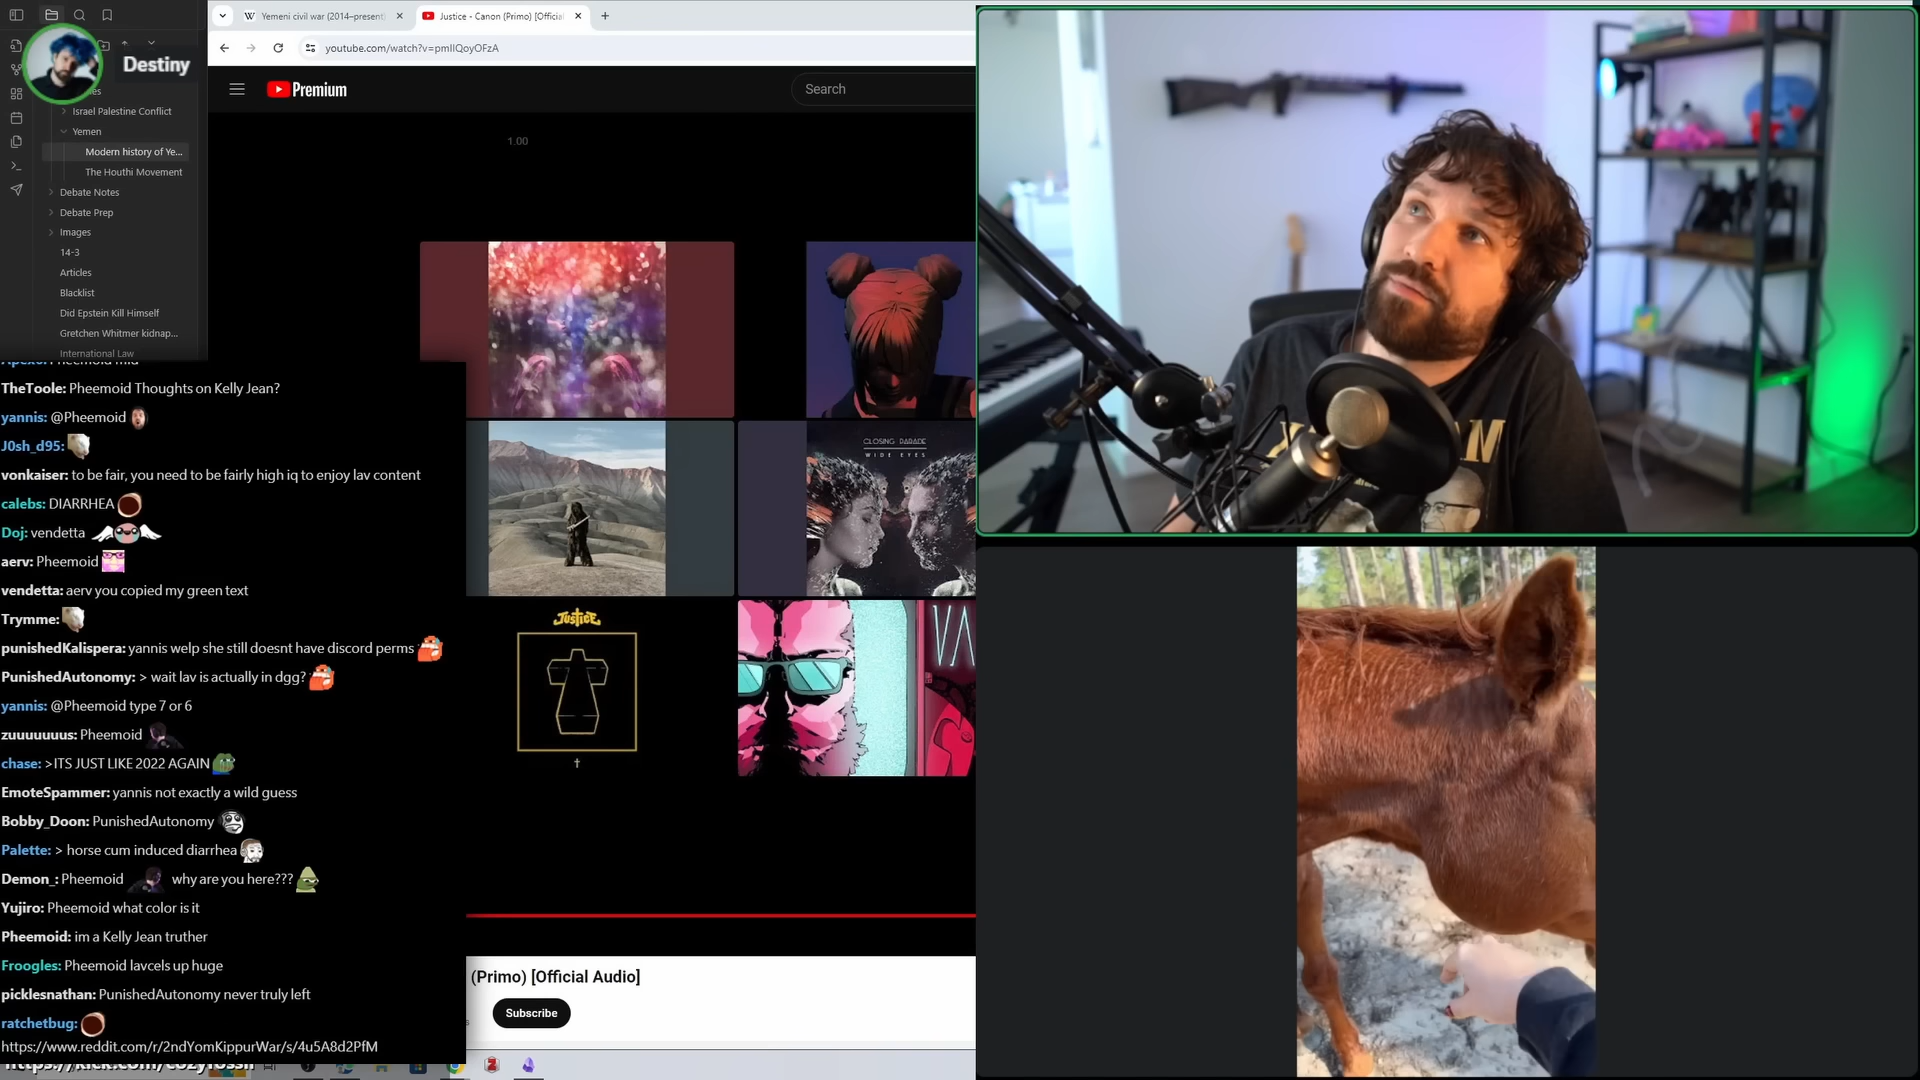 Yemeni civil war (2014–present)
Justice - Canon (Primo) [Official
youtube.com/watch?v=pmIlQoyOFzA
Destiny
Premium
Search
Israel Palestine Conflict
Yemen
Modern history of Ye...
The Houthi Movement
Debate Notes
Debate Prep
Images
14-3
Articles
Blacklist
Did Epstein Kill Himself
Gretchen Whitmer kidnap...
International Law
1.00
CLOSING PARADE
WIDE EYES
JUSTICE
TheToole: Pheemoid Thoughts on Kelly Jean?
yannis: @Pheemoid
J0sh_d95:
vonkaiser: to be fair, you need to be fairly high iq to enjoy lav content
calebs: DIARRHEA
Doj: vendetta
aerv: Pheemoid
vendetta: aerv you copied my green text
Trymme:
punishedKalispera: yannis welp she still doesnt have discord perms
PunishedAutonomy: > wait lav is actually in dgg?
yannis: @Pheemoid type 7 or 6
zuuuuuuus: Pheemoid
chase: >ITS JUST LIKE 2022 AGAIN
EmoteSpammer: yannis not exactly a wild guess
Bobby_Doon: PunishedAutonomy
Palette: > horse cum induced diarrhea
Demon_: Pheemoid why are you here???
Yujiro: Pheemoid what color is it
Pheemoid: im a Kelly Jean truther
Froogles: Pheemoid lavcels up huge
picklesnathan: PunishedAutonomy never truly left
ratchetbug:
https://www.reddit.com/r/2ndYomKippurWar/s/4u5A8d2PfM
(Primo) [Official Audio]
Subscribe